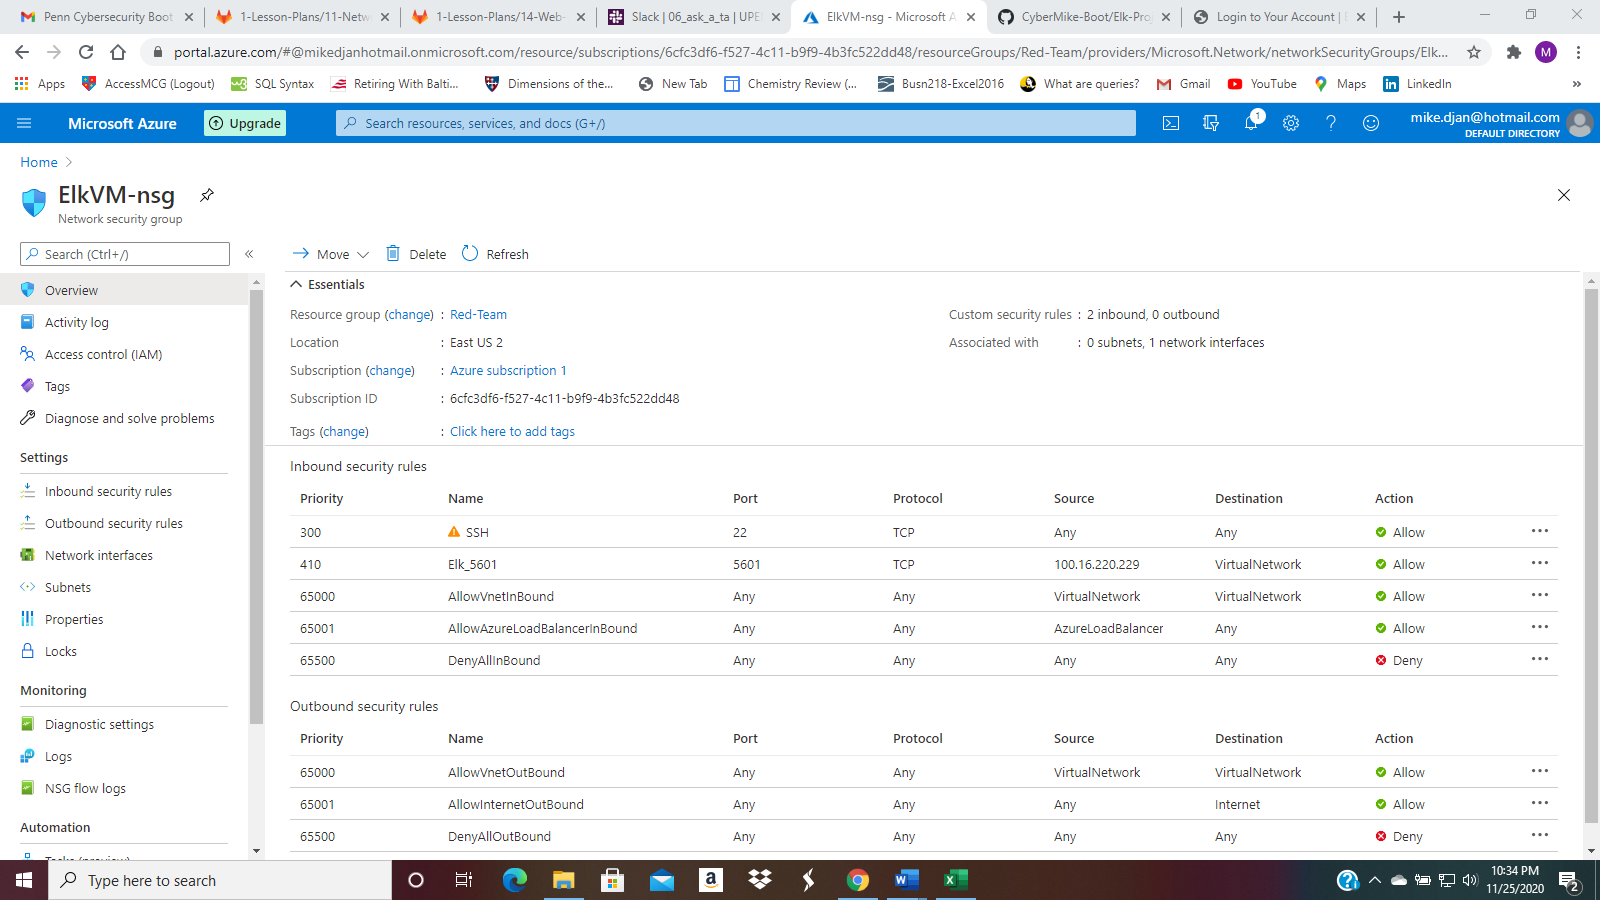 Penn Cybersecurity Boot
1-Lesson-Plans/11-Netw
1-Lesson-Plans/14-Web-
Slack | 06_ask_a_ta | UPE
ElkVM-nsg - Microsoft A
CyberMike-Boot/Elk-Proj
Login to Your Account | E
portal.azure.com/#@mikedjanhotmail.onmicrosoft.com/resource/subscriptions/6cfc3df6-f527-4c11-b9f9-4b3fc522dd48/resourceGroups/Red-Team/providers/Microsoft.Network/networkSecurityGroups/Elk...
M
Apps
AccessMCG (Logout)
SQL Syntax
Retiring With Balti...
Dimensions of the...
New Tab
Chemistry Review (...
Busn218-Excel2016
What are queries?
Gmail
YouTube
Maps
LinkedIn
»
Microsoft Azure
Upgrade
Search resources, services, and docs (G+/)
1
mike.djan@hotmail.com
DEFAULT DIRECTORY
Home
ElkVM-nsg
Network security group
Search (Ctrl+/)
«
Move
Delete
Refresh
Overview
Activity log
Access control (IAM)
Tags
Diagnose and solve problems
Settings
Inbound security rules
Outbound security rules
Network interfaces
Subnets
Properties
Locks
Monitoring
Diagnostic settings
Logs
NSG flow logs
Automation
Tasks (preview)
Essentials
Resource group (change) : Red-Team
Location : East US 2
Subscription (change) : Azure subscription 1
Subscription ID : 6cfc3df6-f527-4c11-b9f9-4b3fc522dd48
Tags (change) : Click here to add tags
Custom security rules : 2 inbound, 0 outbound
Associated with : 0 subnets, 1 network interfaces
Inbound security rules
Priority Name Port Protocol Source Destination Action
300 SSH 22 TCP Any Any Allow ...
410 Elk_5601 5601 TCP 100.16.220.229 VirtualNetwork Allow ...
65000 AllowVnetInBound Any Any VirtualNetwork VirtualNetwork Allow ...
65001 AllowAzureLoadBalancerInBound Any Any AzureLoadBalancer Any Allow ...
65500 DenyAllInBound Any Any Any Any Deny ...
Outbound security rules
Priority Name Port Protocol Source Destination Action
65000 AllowVnetOutBound Any Any VirtualNetwork VirtualNetwork Allow ...
65001 AllowInternetOutBound Any Any Any Internet Allow ...
65500 DenyAllOutBound Any Any Any Any Deny ...
Type here to search
10:34 PM
11/25/2020
2